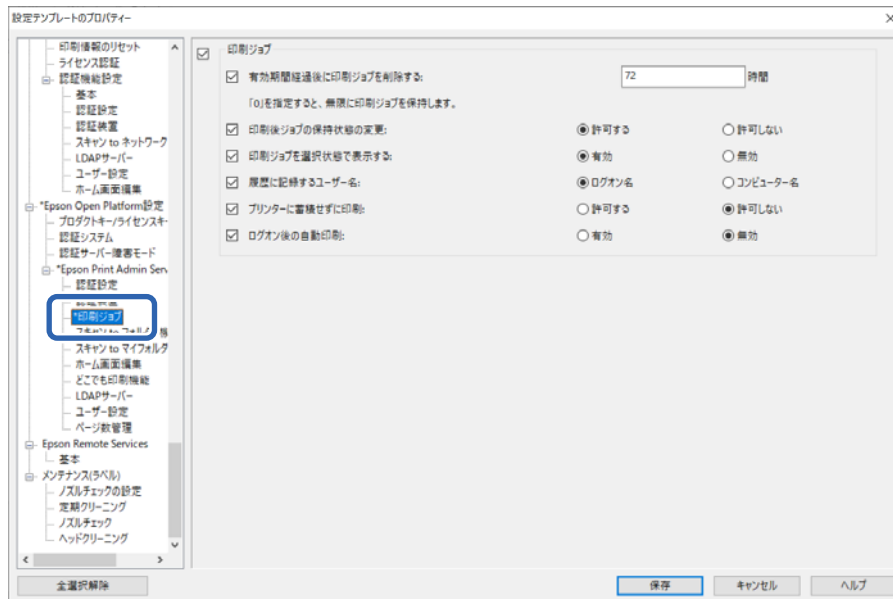 設定テンプレートのプロパティー
印刷情報のリセット
ライセンス認証
認証機能設定
基本
認証設定
認証装置
スキャン to ネットワーク
LDAPサーバー
ユーザー設定
ホーム画面編集
*Epson Open Platform設定
プロダクトキー/ライセンスキ
認証システム
認証サーバー障害モード
*Epson Print Admin Serv
認証設定
*印刷ジョブ
スキャン to マイフォルダ
ホーム画面編集
どこでも印刷機能
LDAPサーバー
ユーザー設定
ページ数管理
Epson Remote Services
基本
メンテナンス(ラベル)
ノズルチェックの設定
定期クリーニング
ノズルチェック
ヘッドクリーニング
全選択解除
印刷ジョブ
有効期間経過後に印刷ジョブを削除する: 72 時間
「0」を指定すると、無限に印刷ジョブを保持します。
印刷後ジョブの保持状態の変更: 許可する 許可しない
印刷ジョブを選択状態で表示する: 有効 無効
履歴に記録するユーザー名: ログオン名 コンピューター名
プリンターに蓄積せずに印刷: 許可する 許可しない
ログオン後の自動印刷: 有効 無効
保存 キャンセル ヘルプ